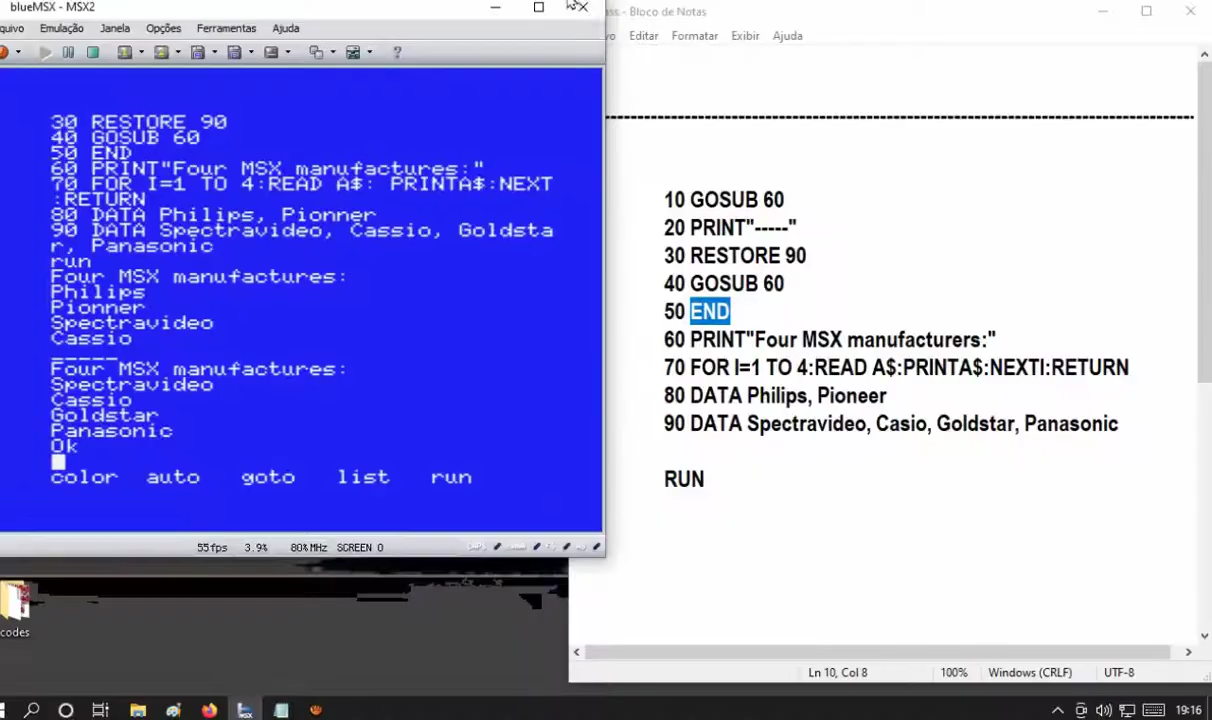 blueMSX - MSX2
quivo Emulação Janela Opções Ferramentas Ajuda
30 RESTORE 90
40 GOSUB 60
50 END
60 PRINT"Four MSX manufactures:"
70 FOR I=1 TO 4:READ A$: PRINTA$:NEXT
:RETURN
80 DATA Philips, Pionner
90 DATA Spectravideo, Cassio, Goldsta
r, Panasonic
run
Four MSX manufactures:
Philips
Pionner
Spectravideo
Cassio
-----
Four MSX manufactures:
Spectravideo
Cassio
Goldstar
Panasonic
Ok
color auto goto list run
55fps 3.9% 80%MHz SCREEN 0
codes
ss.- Bloco de Notas
vo Editar Formatar Exibir Ajuda
10 GOSUB 60
20 PRINT"-----"
30 RESTORE 90
40 GOSUB 60
50 END
60 PRINT"Four MSX manufacturers:"
70 FOR I=1 TO 4:READ A$:PRINTA$:NEXTI:RETURN
80 DATA Philips, Pioneer
90 DATA Spectravideo, Casio, Goldstar, Panasonic
RUN
Ln 10, Col 8 100% Windows (CRLF) UTF-8
19:16